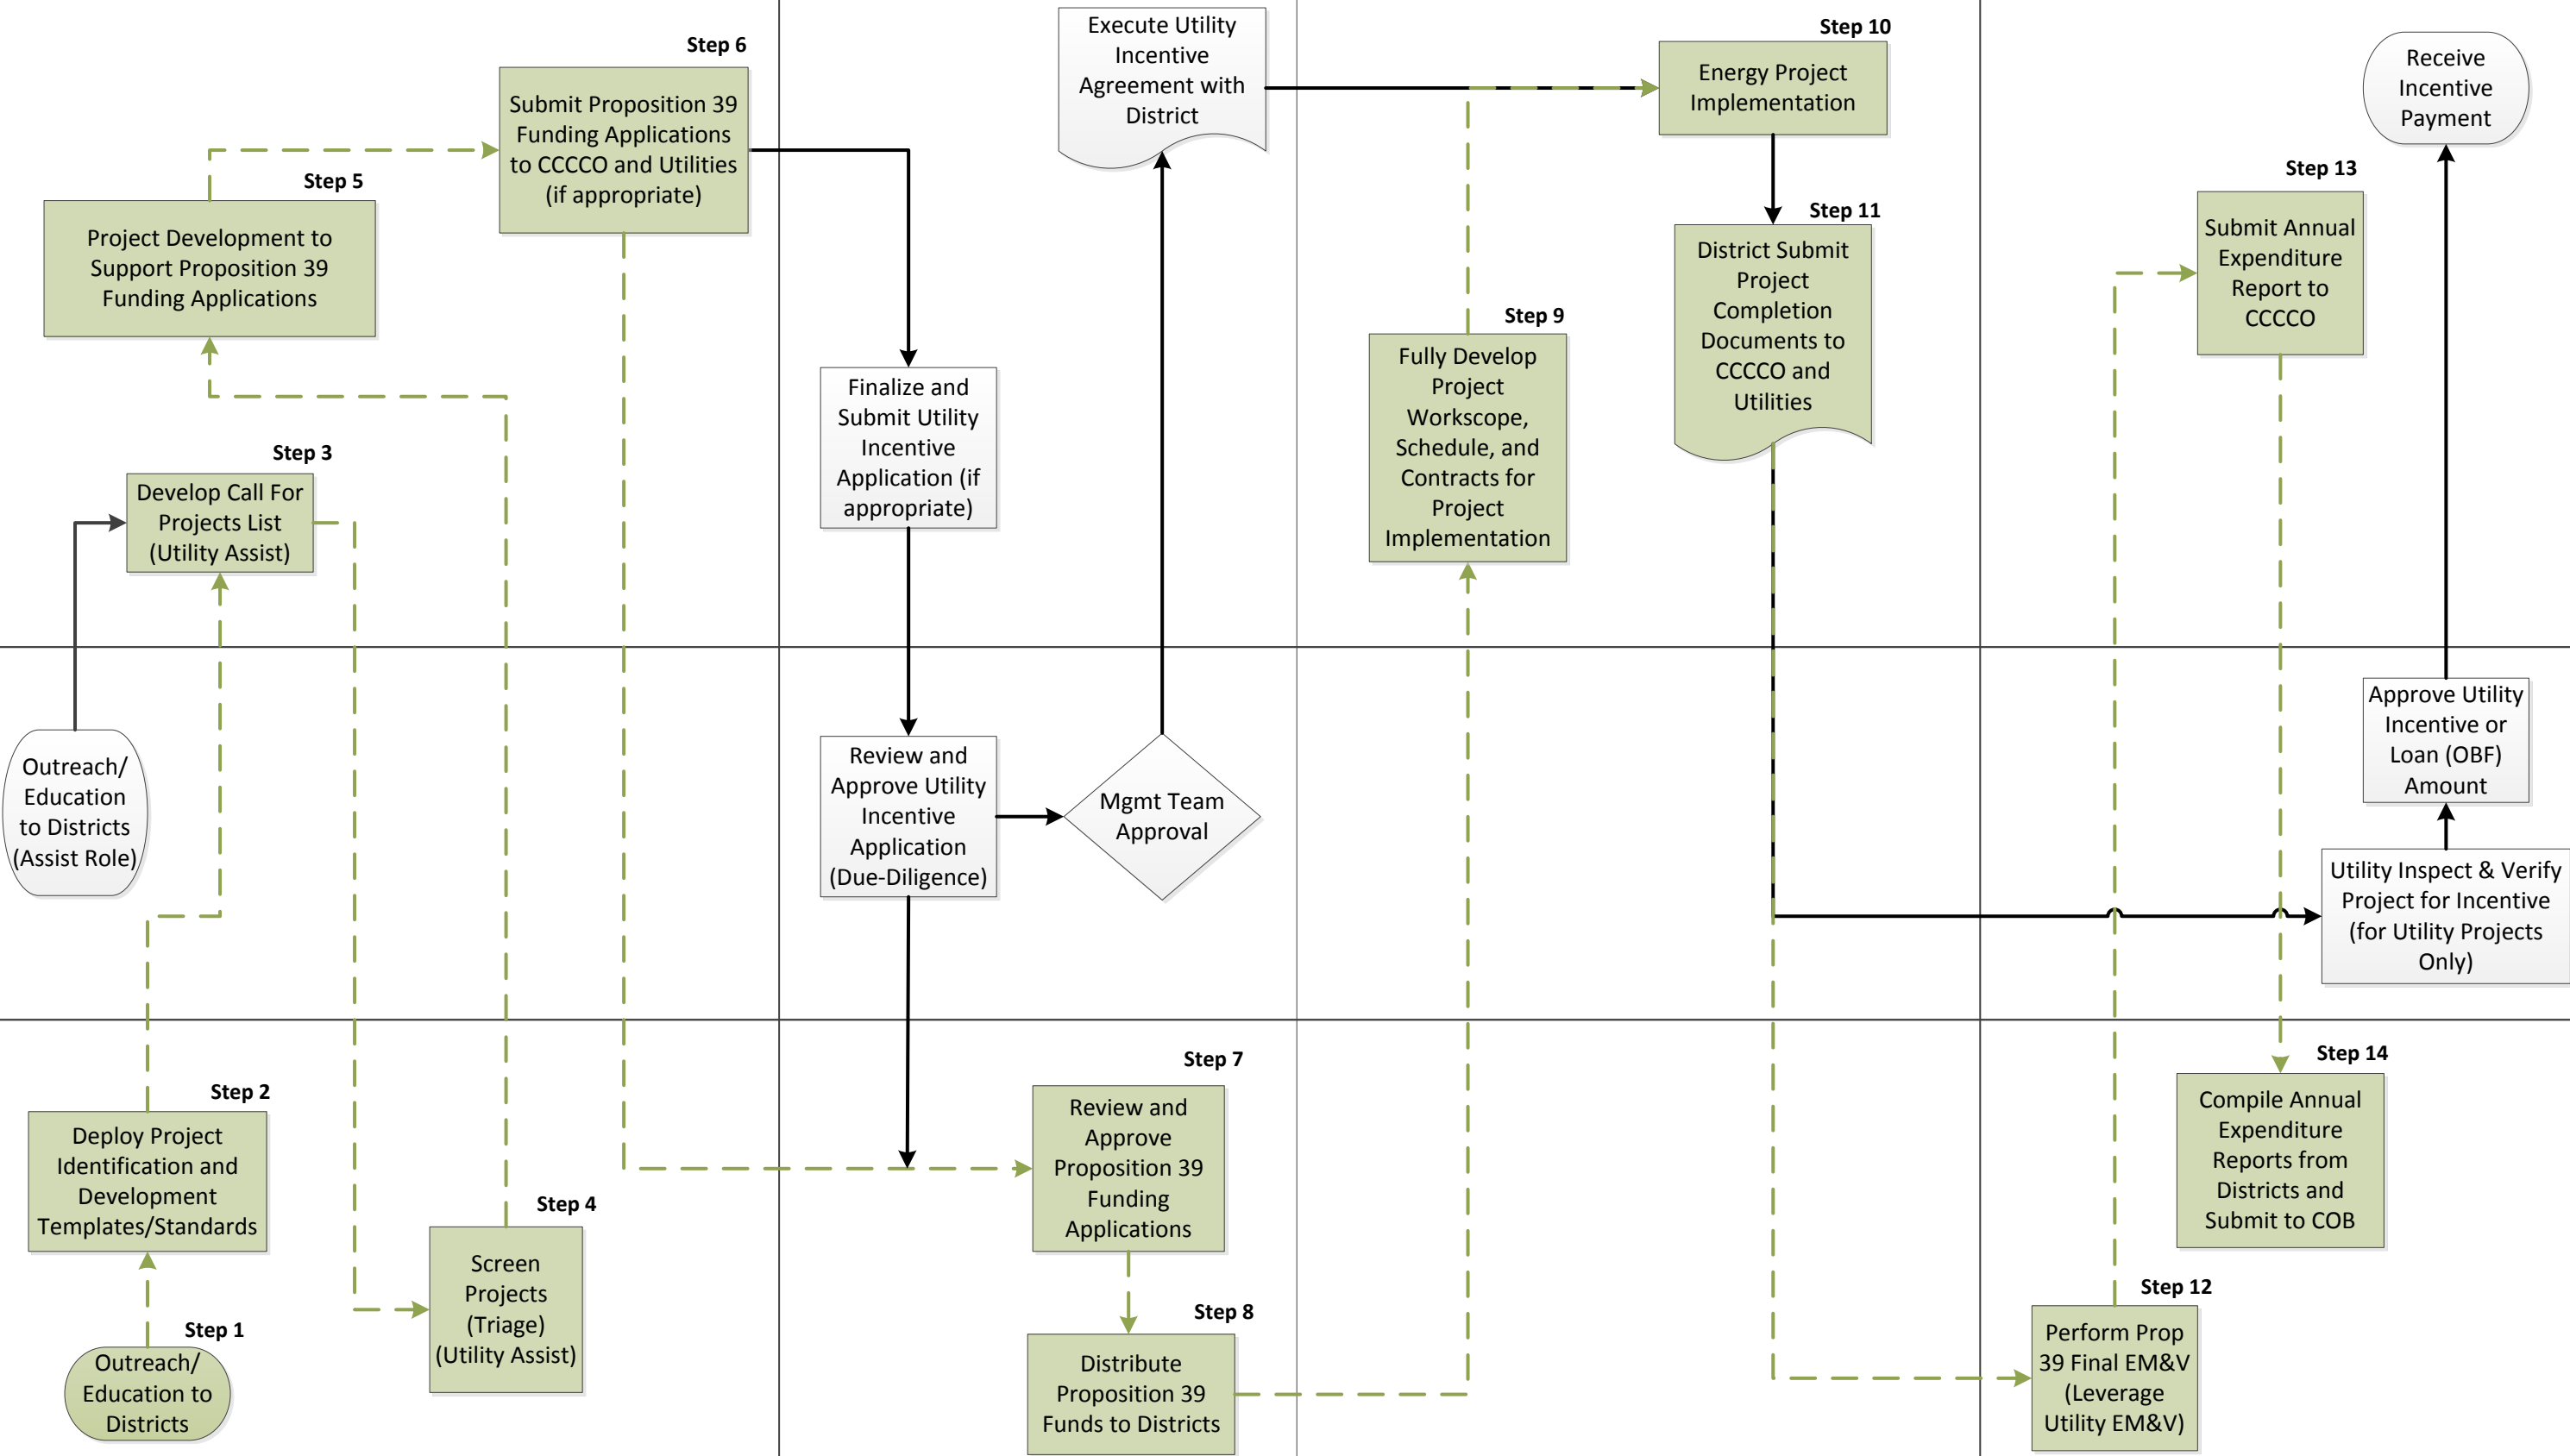 Step 6
Submit Proposition 39
Funding Applications
to CCCCO and Utilities
(if appropriate)
Step 5
Project Development to
Support Proposition 39
Funding Applications
Step 3
Develop Call For
Projects List
(Utility Assist)
Outreach/
Education
to Districts
(Assist Role)
Step 2
Deploy Project
Identification and
Development
Templates/Standards
Step 1
Outreach/
Education to
Districts
Step 4
Screen
Projects
(Triage)
(Utility Assist)
Execute Utility
Incentive
Agreement with
District
Finalize and
Submit Utility
Incentive
Application (if
appropriate)
Review and
Approve Utility
Incentive
Application
(Due-Diligence)
Mgmt Team
Approval
Step 7
Review and
Approve
Proposition 39
Funding
Applications
Step 8
Distribute
Proposition 39
Funds to Districts
Step 10
Energy Project
Implementation
Step 11
District Submit
Project
Completion
Documents to
CCCCO and
Utilities
Step 9
Fully Develop
Project
Workscope,
Schedule, and
Contracts for
Project
Implementation
Receive
Incentive
Payment
Step 13
Submit Annual
Expenditure
Report to
CCCCO
Approve Utility
Incentive or
Loan (OBF)
Amount
Utility Inspect & Verify
Project for Incentive
(for Utility Projects
Only)
Step 14
Compile Annual
Expenditure
Reports from
Districts and
Submit to COB
Step 12
Perform Prop
39 Final EM&V
(Leverage
Utility EM&V)